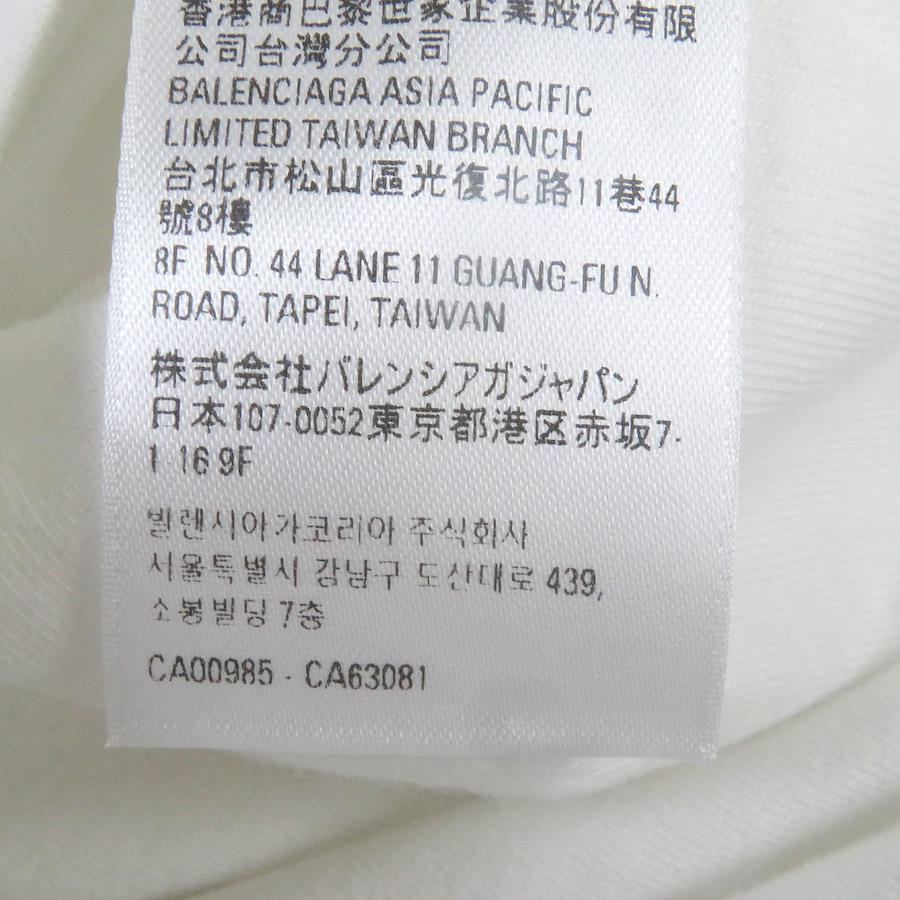 香港商巴黎世家企業股份有限
公司台灣分公司
BALENCIAGA ASIA PACIFIC
LIMITED TAIWAN BRANCH
台北市松山區光復北路11巷44
號8樓
8F NO. 44 LANE 11 GUANG-FU N.
ROAD, TAPEI, TAIWAN
株式会社バレンシアガジャパン
日本107-0052東京都港区赤坂7-
1-16 9F
발렌시아가코리아 주식회사
서울특별시 강남구 도산대로 439,
소봉빌딩 7층
CA00985 - CA63081